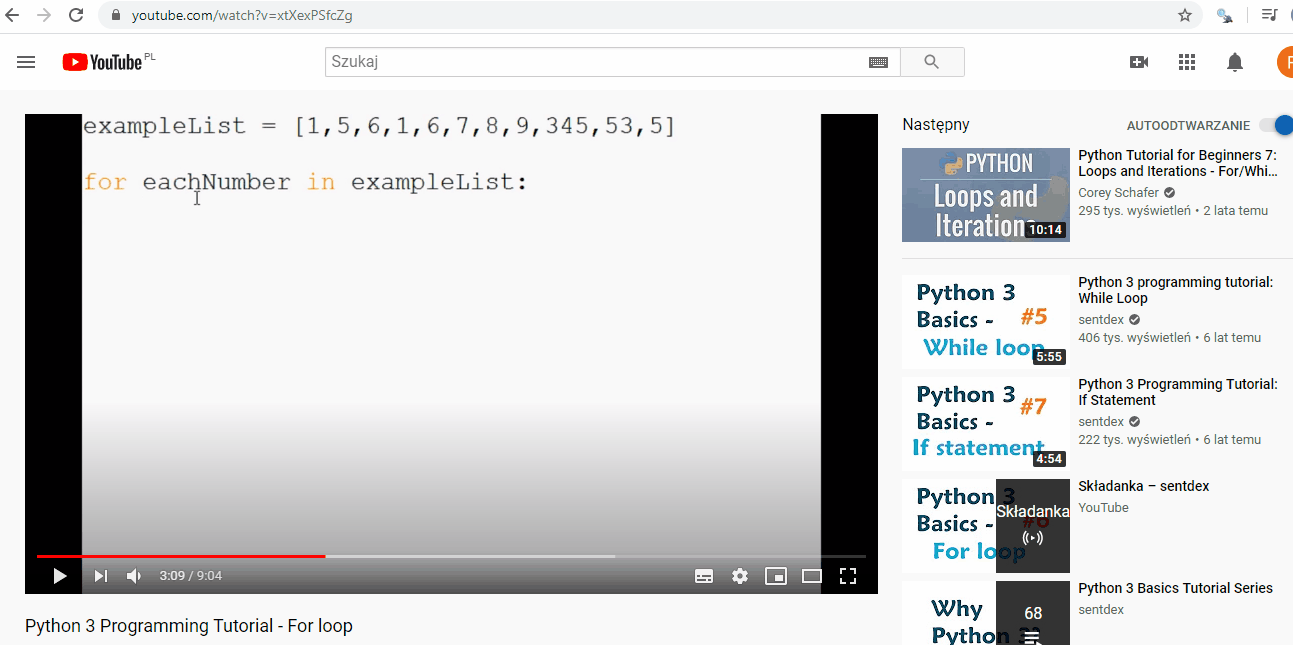 youtube.com/watch?v=xtXexPSfcZg
YouTube PL
Szukaj
exampleList = [1,5,6,1,6,7,8,9,345,53,5]
for eachNumber in exampleList:
3:09 / 9:04
Python 3 Programming Tutorial - For loop
Następny
AUTOODTWARZANIE
PYTHON
Loops and
Iterations
10:14
Python Tutorial for Beginners 7:
Loops and Iterations - For/Whi...
Corey Schafer
295 tys. wyświetleń • 2 lata temu
Python 3
Basics -
#5
While loop
5:55
Python 3 programming tutorial:
While Loop
sentdex
406 tys. wyświetleń • 6 lat temu
Python 3
Basics -
#7
If statement
4:54
Python 3 Programming Tutorial:
If Statement
sentdex
222 tys. wyświetleń • 6 lat temu
Python 3
Basics -
#6
For loop
Składanka
Składanka – sentdex
YouTube
Why
Python 3?
68
Python 3 Basics Tutorial Series
sentdex